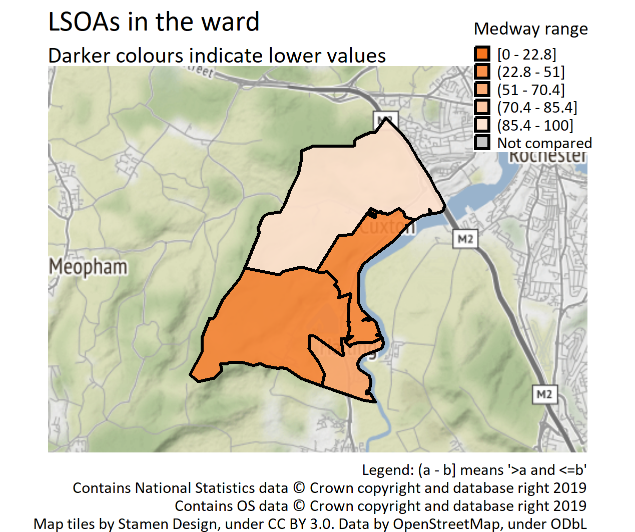 LSOAs in the ward
Darker colours indicate lower values
Medway range
[0 - 22.8]
(22.8 - 51]
(51 - 70.4]
(70.4 - 85.4]
(85.4 - 100]
Not compared
Rochester
Cuxton
M2
Meopham
M2
Legend: (a - b] means '>a and <=b'
Contains National Statistics data © Crown copyright and database right 2019
Contains OS data © Crown copyright and database right 2019
Map tiles by Stamen Design, under CC BY 3.0. Data by OpenStreetMap, under ODbL